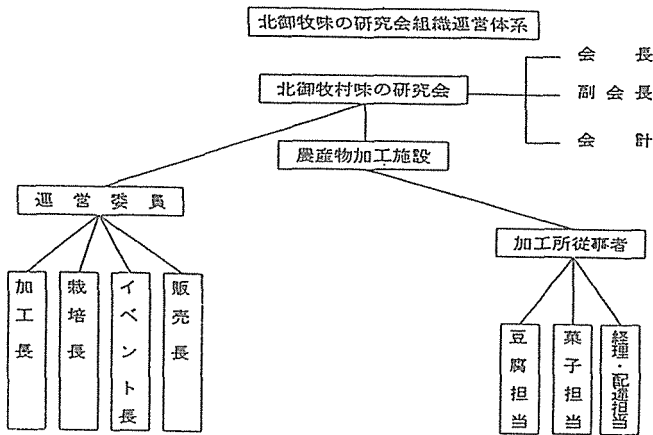 北御牧味の研究会組織運営体系
会長
北御牧村味の研究会
副会長
会計
農産物加工施設
運営委員
加工所従事者
加工長
栽培長
イベント長
販売長
豆腐担当
菓子担当
経理・配達担当